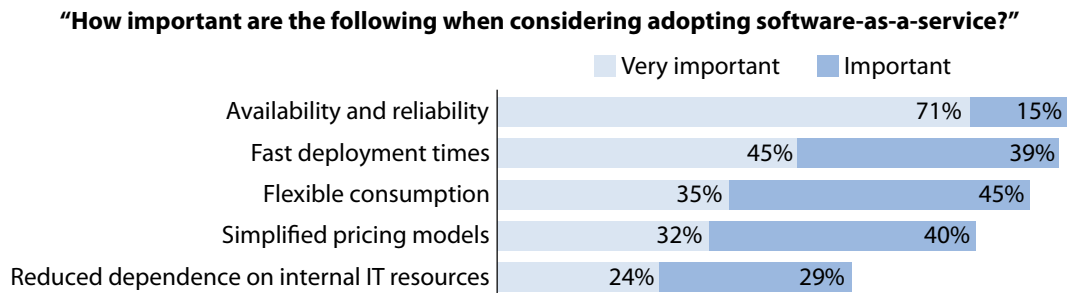 “How important are the following when considering adopting software-as-a-service?”
Very important Important
Availability and reliability 71% 15%
Fast deployment times 45% 39%
Flexible consumption 35% 45%
Simplified pricing models 32% 40%
Reduced dependence on internal IT resources 24% 29%